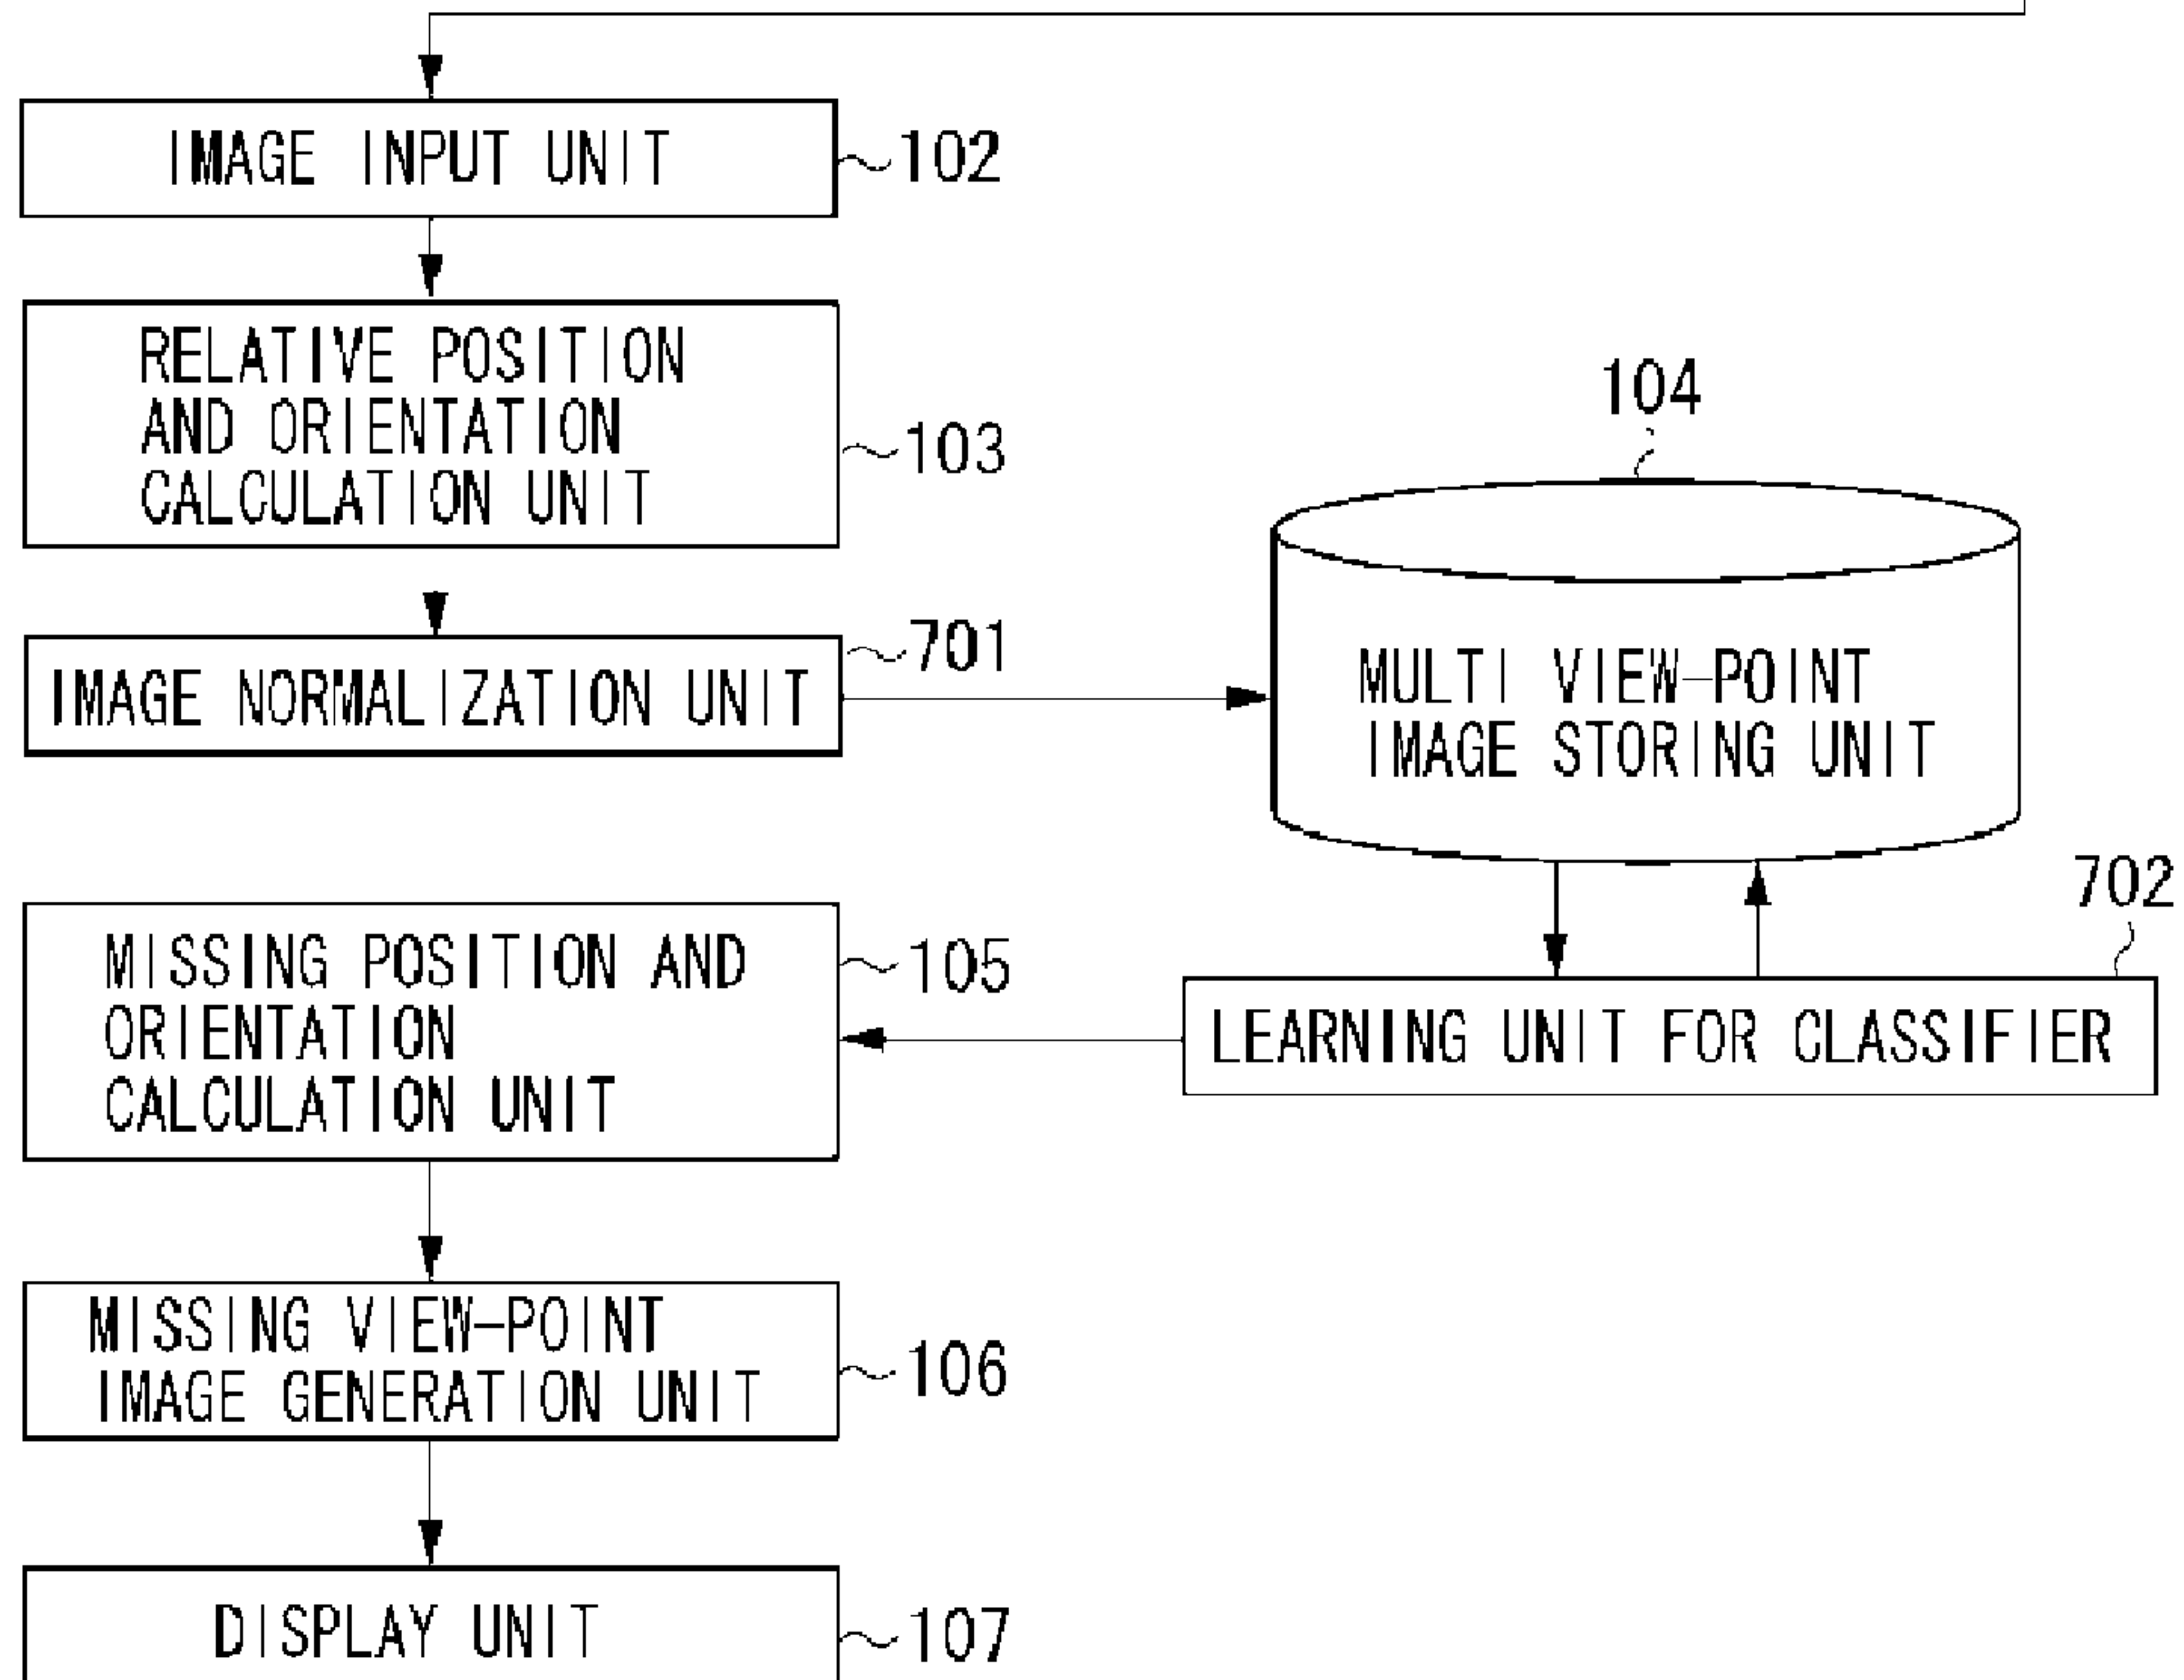 IMAGE INPUT UNIT
102
RELATIVE POSITION
AND ORIENTATION
CALCULATION UNIT
103
104
701
IMAGE NORMALIZATION UNIT
MULTI VIEW-POINT
IMAGE STORING UNIT
702
MISSING POSITION AND
ORIENTATION
CALCULATION UNIT
105
LEARNING UNIT FOR CLASSIFIER
MISSING VIEW-POINT
IMAGE GENERATION UNIT
106
DISPLAY UNIT
107